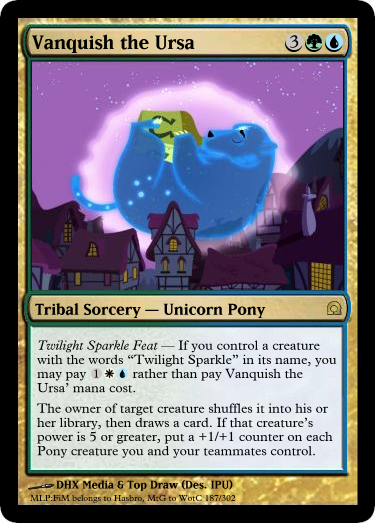 Vanquish the Ursa 3
Tribal Sorcery — Unicorn Pony
Twilight Sparkle Feat — If you control a creature
with the words “Twilight Sparkle” in its name, you
may pay 1 rather than pay Vanquish the
Ursa’ mana cost.
The owner of target creature shuffles it into his or
her library, then draws a card. If that creature’s
power is 5 or greater, put a +1/+1 counter on each
Pony creature you and your teammates control.
DHX Media & Top Draw (Des. IPU)
MLP:FiM belongs to Hasbro, MtG to WotC 187/302